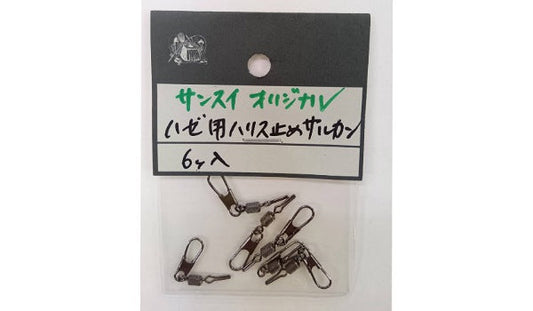 サンスイ オリジナル
ハゼ用ハリス止めサルカン
6ヶ入